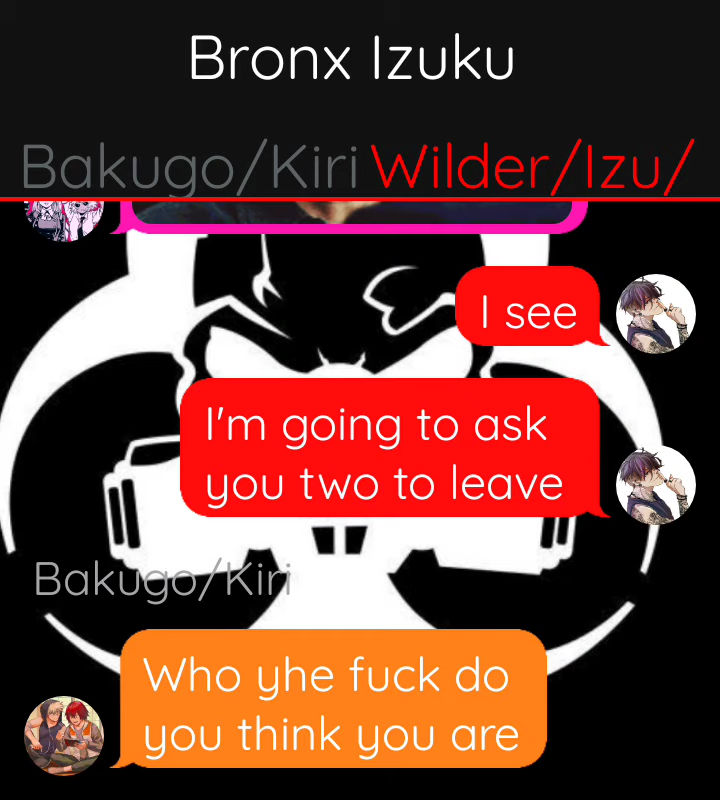 Bronx Izuku
Bakugo/Kiri Wilder/Izu/
I see
I'm going to ask
you two to leave
Bakugo/Kiri
Who yhe fuck do
you think you are